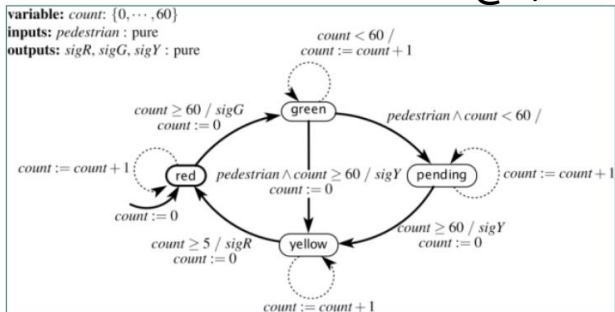 variable: count: {0,⋯,60}
inputs: pedestrian : pure
outputs: sigR, sigG, sigY : pure
count < 60 /
count := count + 1
green
count ≥ 60 / sigG
count := 0
pedestrian ∧ count < 60 /
count := count + 1
red
pedestrian ∧ count ≥ 60 / sigY
count := 0
pending
count := count + 1
count := 0
count ≥ 5 / sigR
count := 0
yellow
count ≥ 60 / sigY
count := 0
count := count + 1